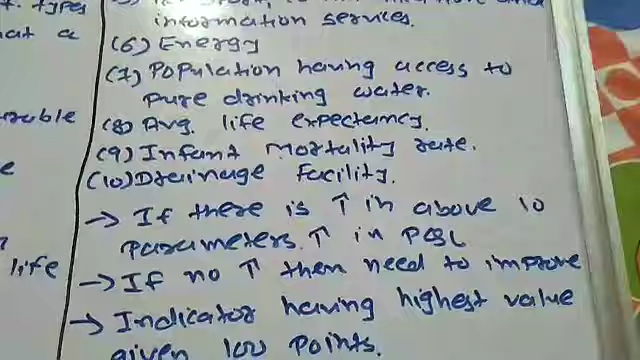 types
information services.
(6) Energy
(7) Population having access to
pure drinking water.
(8) Avg. life expectancy.
(9) Infant Mortality rate.
(10) Drainage Facility.
→ If there is ↑ in above 10
parameters. ↑ in PQL
→ If no ↑ then need to improve
life
→ Indicator having highest value
given 100 points.